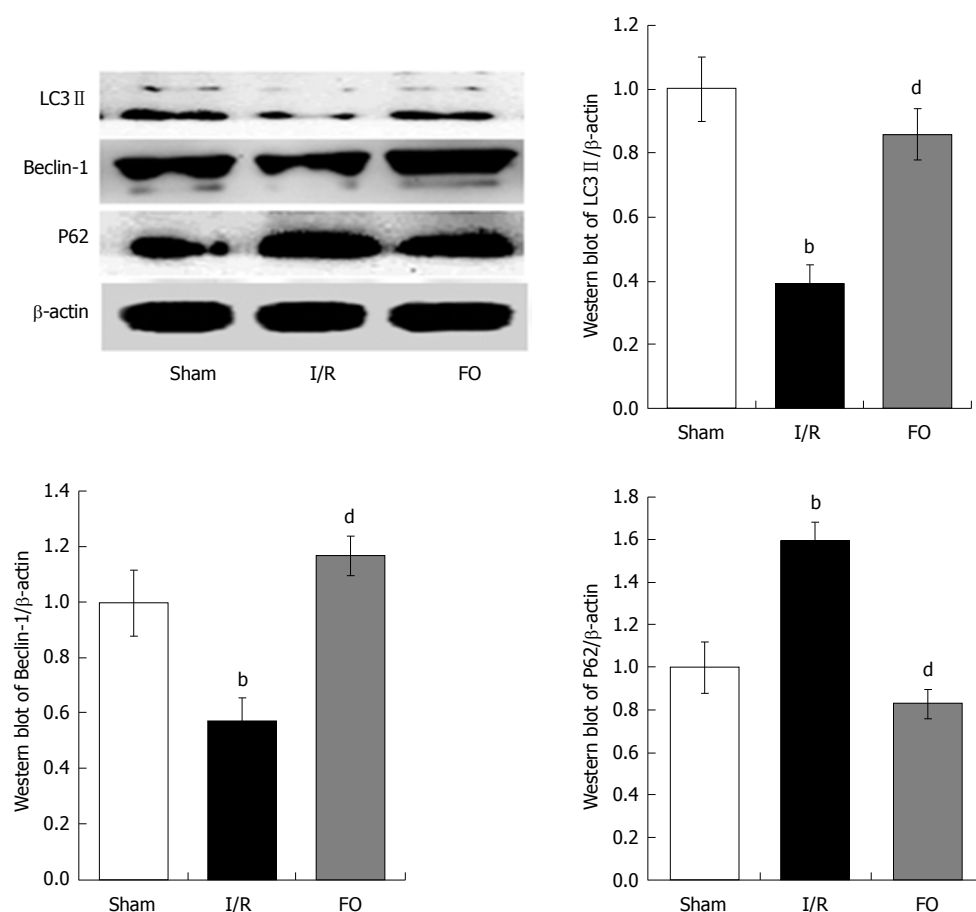 LC3 Ⅱ
Beclin-1
P62
β-actin
Sham I/R FO
Western blot of LC3 Ⅱ/β-actin
1.2
1.0
0.8
0.6
0.4
0.2
0.0
b
d
Sham I/R FO
Western blot of Beclin-1/β-actin
1.4
1.2
1.0
0.8
0.6
0.4
0.2
0.0
b
d
Sham I/R FO
Western blot of P62/β-actin
1.8
1.6
1.4
1.2
1.0
0.8
0.6
0.4
0.2
0.0
b
d
Sham I/R FO